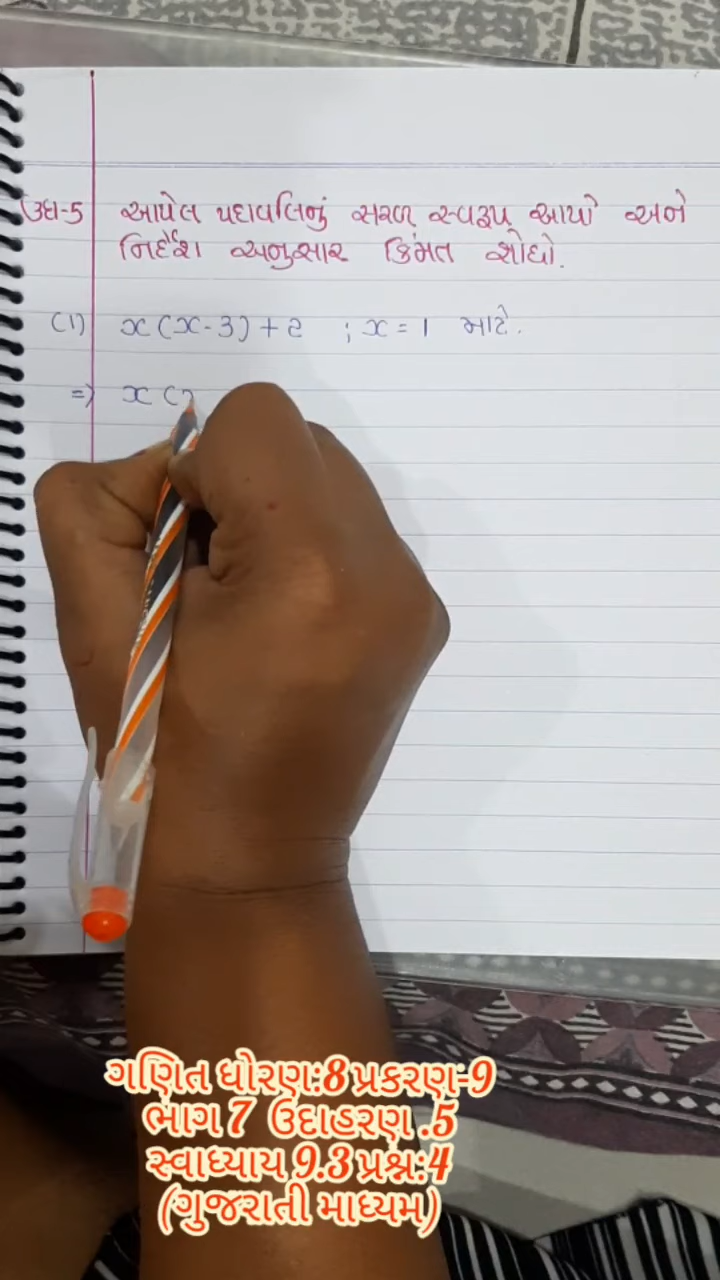 ઉદા-5 આપેલ પદાવલિનું સરળ સ્વરૂપ આપો અને
નિર્દેશ અનુસાર કિંમત શોધો.
(1) x(x-3)+2 ; x=1 માટે.
=> x(
ગણિત ધોરણ:8 પ્રકરણ:-9
ભાગ 7 ઉદાહરણ .5
સ્વાધ્યાય 9.3 પ્રશ્ન:4
(ગુજરાતી માધ્યમ)